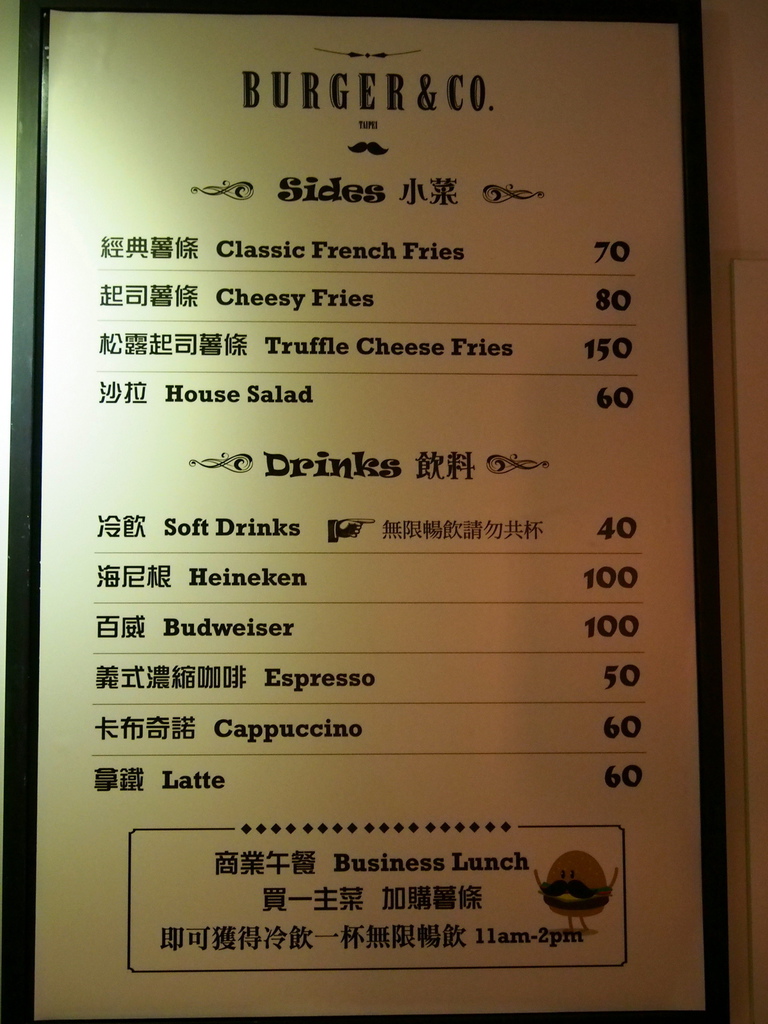 BURGER & CO.
TAIPEI
Sides 小菜
經典薯條 Classic French Fries 70
起司薯條 Cheesy Fries 80
松露起司薯條 Truffle Cheese Fries 150
沙拉 House Salad 60
Drinks 飲料
冷飲 Soft Drinks 無限暢飲請勿共杯 40
海尼根 Heineken 100
百威 Budweiser 100
義式濃縮咖啡 Espresso 50
卡布奇諾 Cappuccino 60
拿鐵 Latte 60
商業午餐 Business Lunch
買一主菜 加購薯條
即可獲得冷飲一杯無限暢飲 11am-2pm